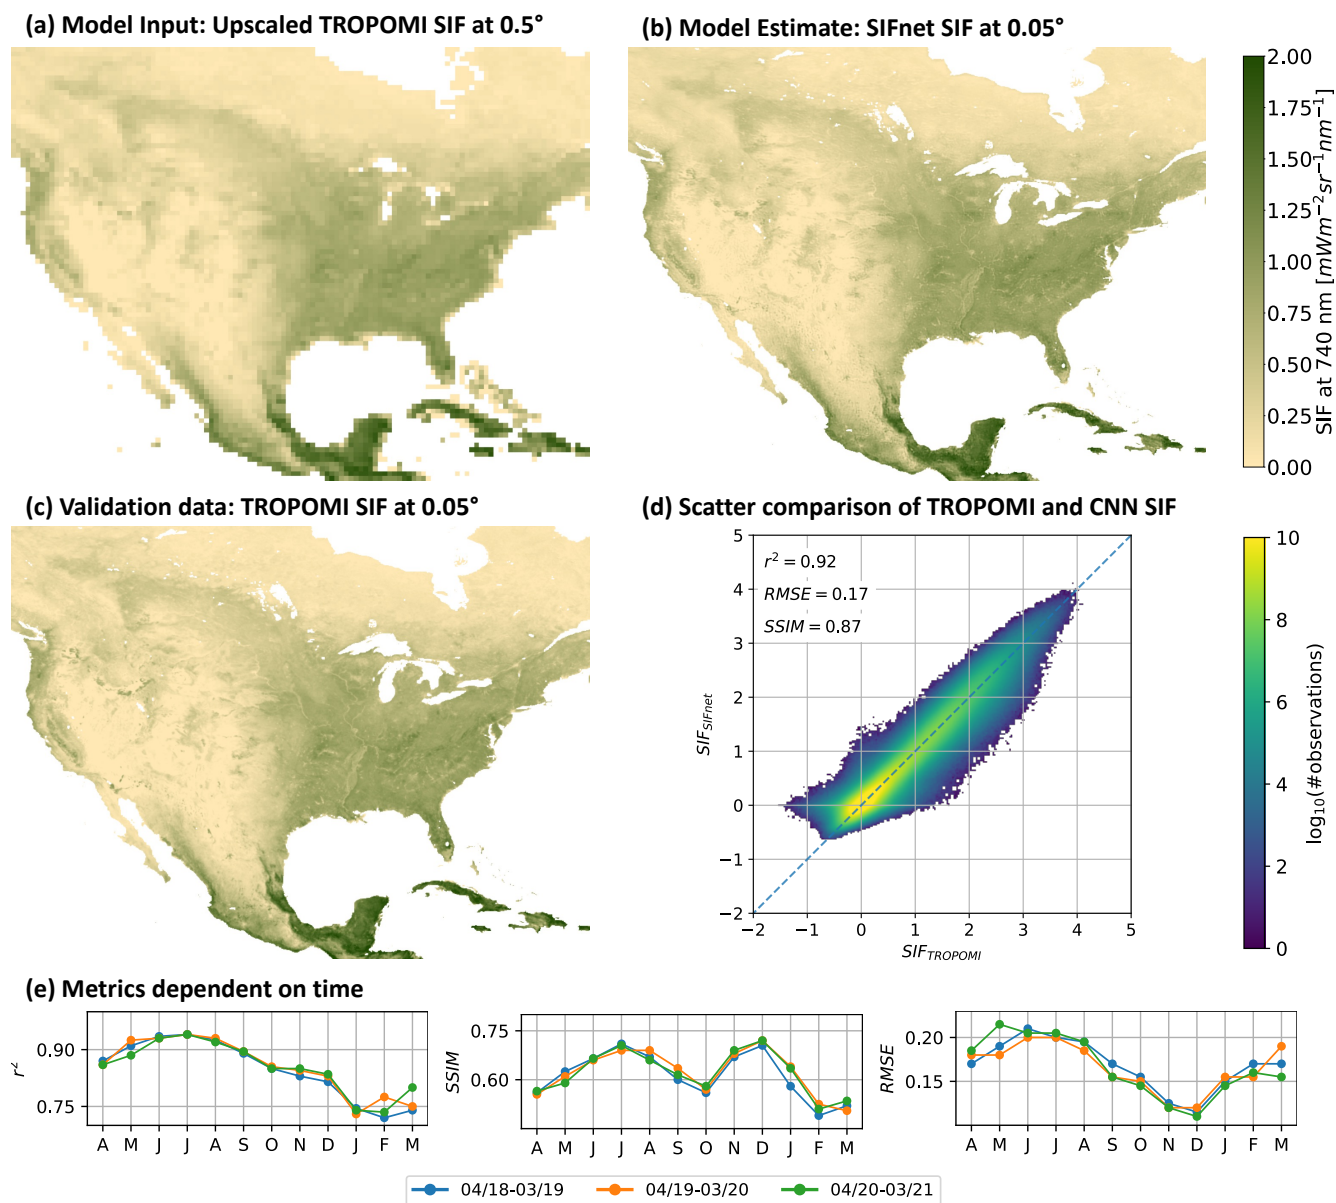 (a) Model Input: Upscaled TROPOMI SIF at 0.5°
(b) Model Estimate: SIFnet SIF at 0.05°
2.00
1.75
1.50
1.25
1.00
0.75
0.50
0.25
0.00
SIF at 740 nm [mWm⁻²sr⁻¹nm⁻¹]
(c) Validation data: TROPOMI SIF at 0.05°
(d) Scatter comparison of TROPOMI and CNN SIF
r² = 0.92
RMSE = 0.17
SSIM = 0.87
5
4
3
2
1
0
−1
−2
SIF_SIFnet
−2 −1 0 1 2 3 4 5
SIF_TROPOMI
10
8
6
4
2
0
log₁₀(#observations)
(e) Metrics dependent on time
0.90
0.75
r²
A M J J A S O N D J F M
0.75
0.60
SSIM
A M J J A S O N D J F M
0.20
0.15
RMSE
A M J J A S O N D J F M
04/18-03/19 04/19-03/20 04/20-03/21